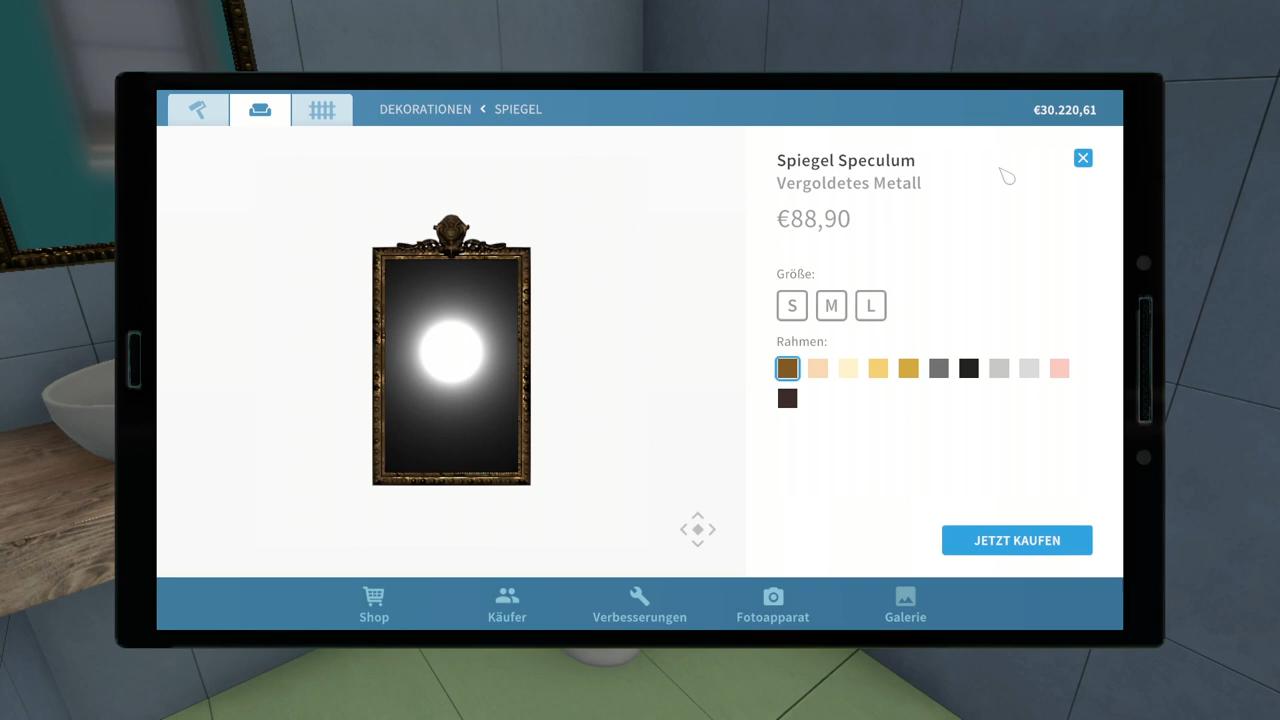 DEKORATIONEN < SPIEGEL
€30.220,61
Spiegel Speculum
Vergoldetes Metall
€88,90
Größe:
S M L
Rahmen:
JETZT KAUFEN
Shop Käufer Verbesserungen Fotoapparat Galerie